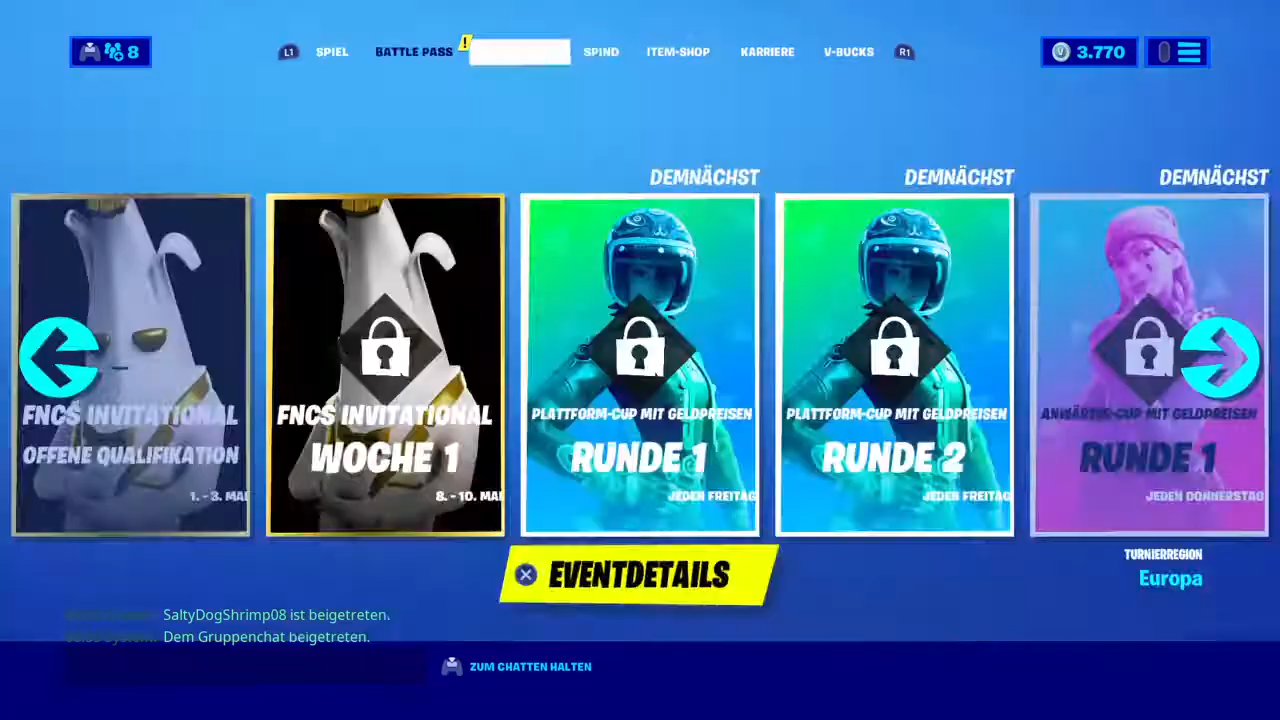 8
L1 SPIEL BATTLE PASS ! SPIND ITEM-SHOP KARRIERE V-BUCKS R1
3.770
DEMNÄCHST
DEMNÄCHST
DEMNÄCHST
FNCS INVITATIONAL
OFFENE QUALIFIKATION
1. - 3. MAI
FNCS INVITATIONAL
WOCHE 1
8. - 10. MAI
PLATTFORM-CUP MIT GELDPREISEN
RUNDE 1
JEDEN FREITAG
PLATTFORM-CUP MIT GELDPREISEN
RUNDE 2
JEDEN FREITAG
ANWÄRTER-CUP MIT GELDPREISEN
RUNDE 1
JEDEN DONNERSTAG
EVENTDETAILS
TURNIERREGION
Europa
SaltyDogShrimp08 ist beigetreten.
Dem Gruppenchat beigetreten.
ZUM CHATTEN HALTEN